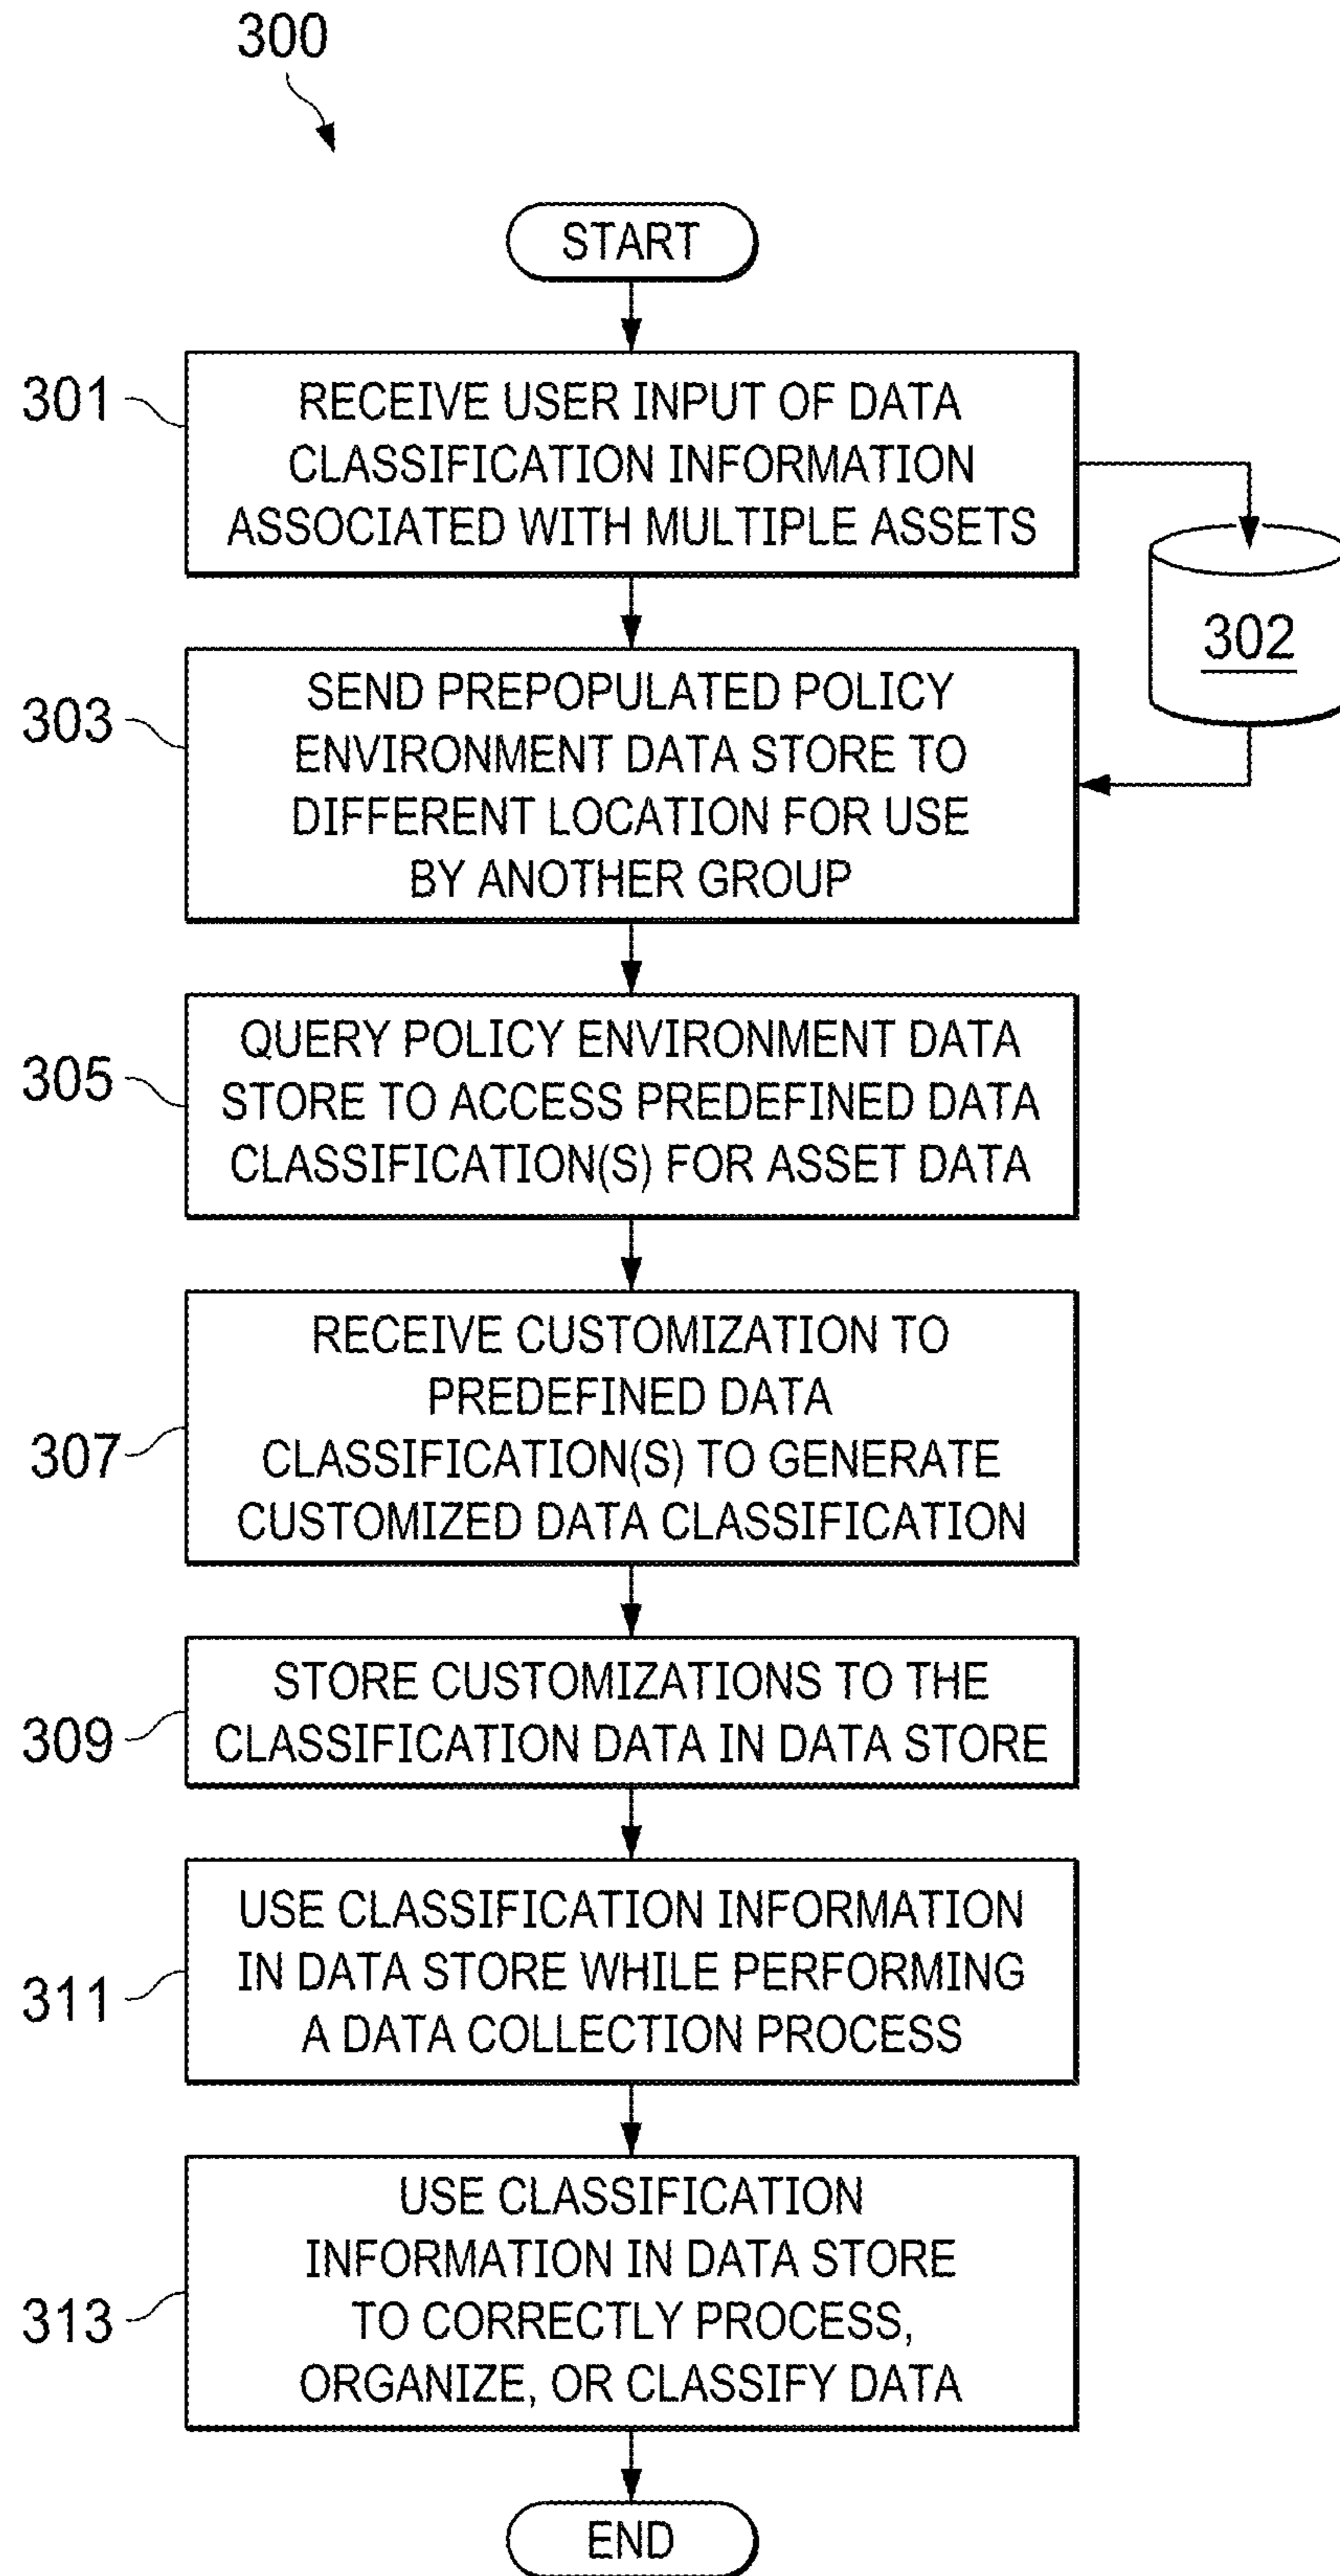 300
START
301
RECEIVE USER INPUT OF DATA
CLASSIFICATION INFORMATION
ASSOCIATED WITH MULTIPLE ASSETS
302
303
SEND PREPOPULATED POLICY
ENVIRONMENT DATA STORE TO
DIFFERENT LOCATION FOR USE
BY ANOTHER GROUP
305
QUERY POLICY ENVIRONMENT DATA
STORE TO ACCESS PREDEFINED DATA
CLASSIFICATION(S) FOR ASSET DATA
307
RECEIVE CUSTOMIZATION TO
PREDEFINED DATA
CLASSIFICATION(S) TO GENERATE
CUSTOMIZED DATA CLASSIFICATION
309
STORE CUSTOMIZATIONS TO THE
CLASSIFICATION DATA IN DATA STORE
311
USE CLASSIFICATION INFORMATION
IN DATA STORE WHILE PERFORMING
A DATA COLLECTION PROCESS
313
USE CLASSIFICATION
INFORMATION IN DATA STORE
TO CORRECTLY PROCESS,
ORGANIZE, OR CLASSIFY DATA
END